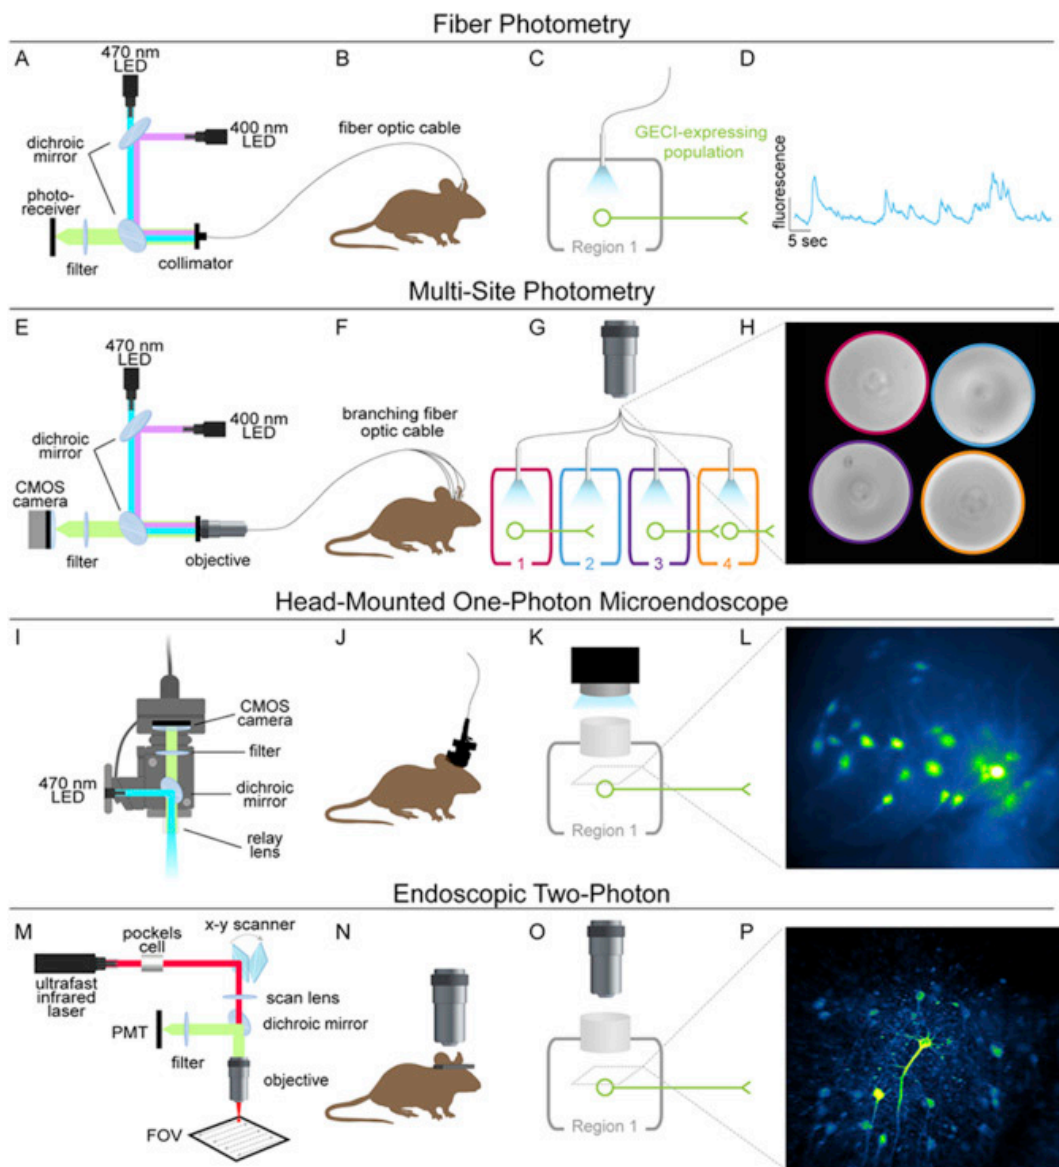 Fiber Photometry
A
470 nm
LED
dichroic
mirror
400 nm
LED
photo-
receiver
filter
collimator
B
fiber optic cable
C
GECI-expressing
population
Region 1
D
fluorescence
5 sec
Multi-Site Photometry
E
470 nm
LED
dichroic
mirror
400 nm
LED
CMOS
camera
filter
objective
F
branching fiber
optic cable
G
1
2
3
4
H
Head-Mounted One-Photon Microendoscope
I
CMOS
camera
filter
470 nm
LED
dichroic
mirror
relay
lens
J
K
Region 1
L
Endoscopic Two-Photon
M
pockels
cell
x-y scanner
ultrafast
infrared
laser
scan lens
dichroic mirror
PMT
filter
objective
FOV
N
O
Region 1
P